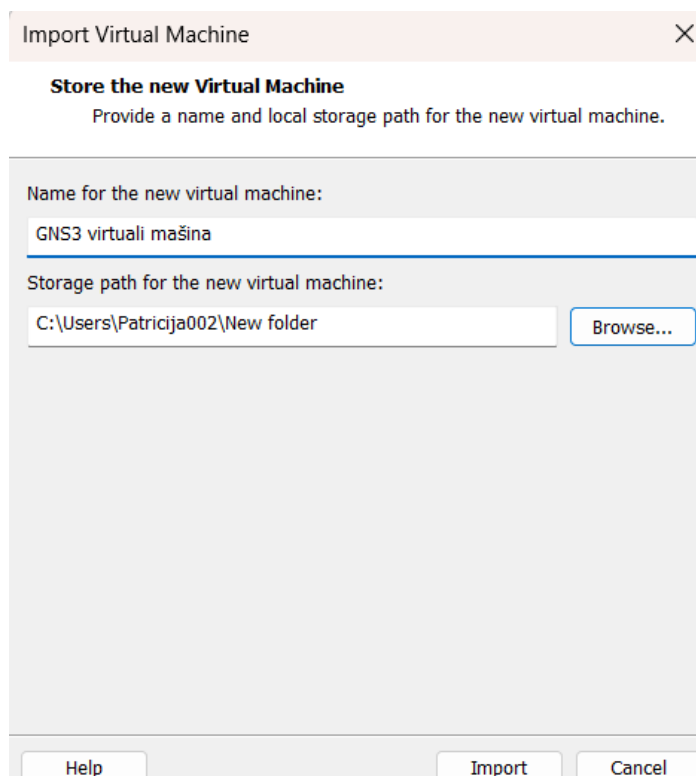 Import Virtual Machine
Store the new Virtual Machine
Provide a name and local storage path for the new virtual machine.
Name for the new virtual machine:
GNS3 virtuali mašina
Storage path for the new virtual machine:
C:\Users\Patricija002\New folder
Browse...
Help
Import
Cancel